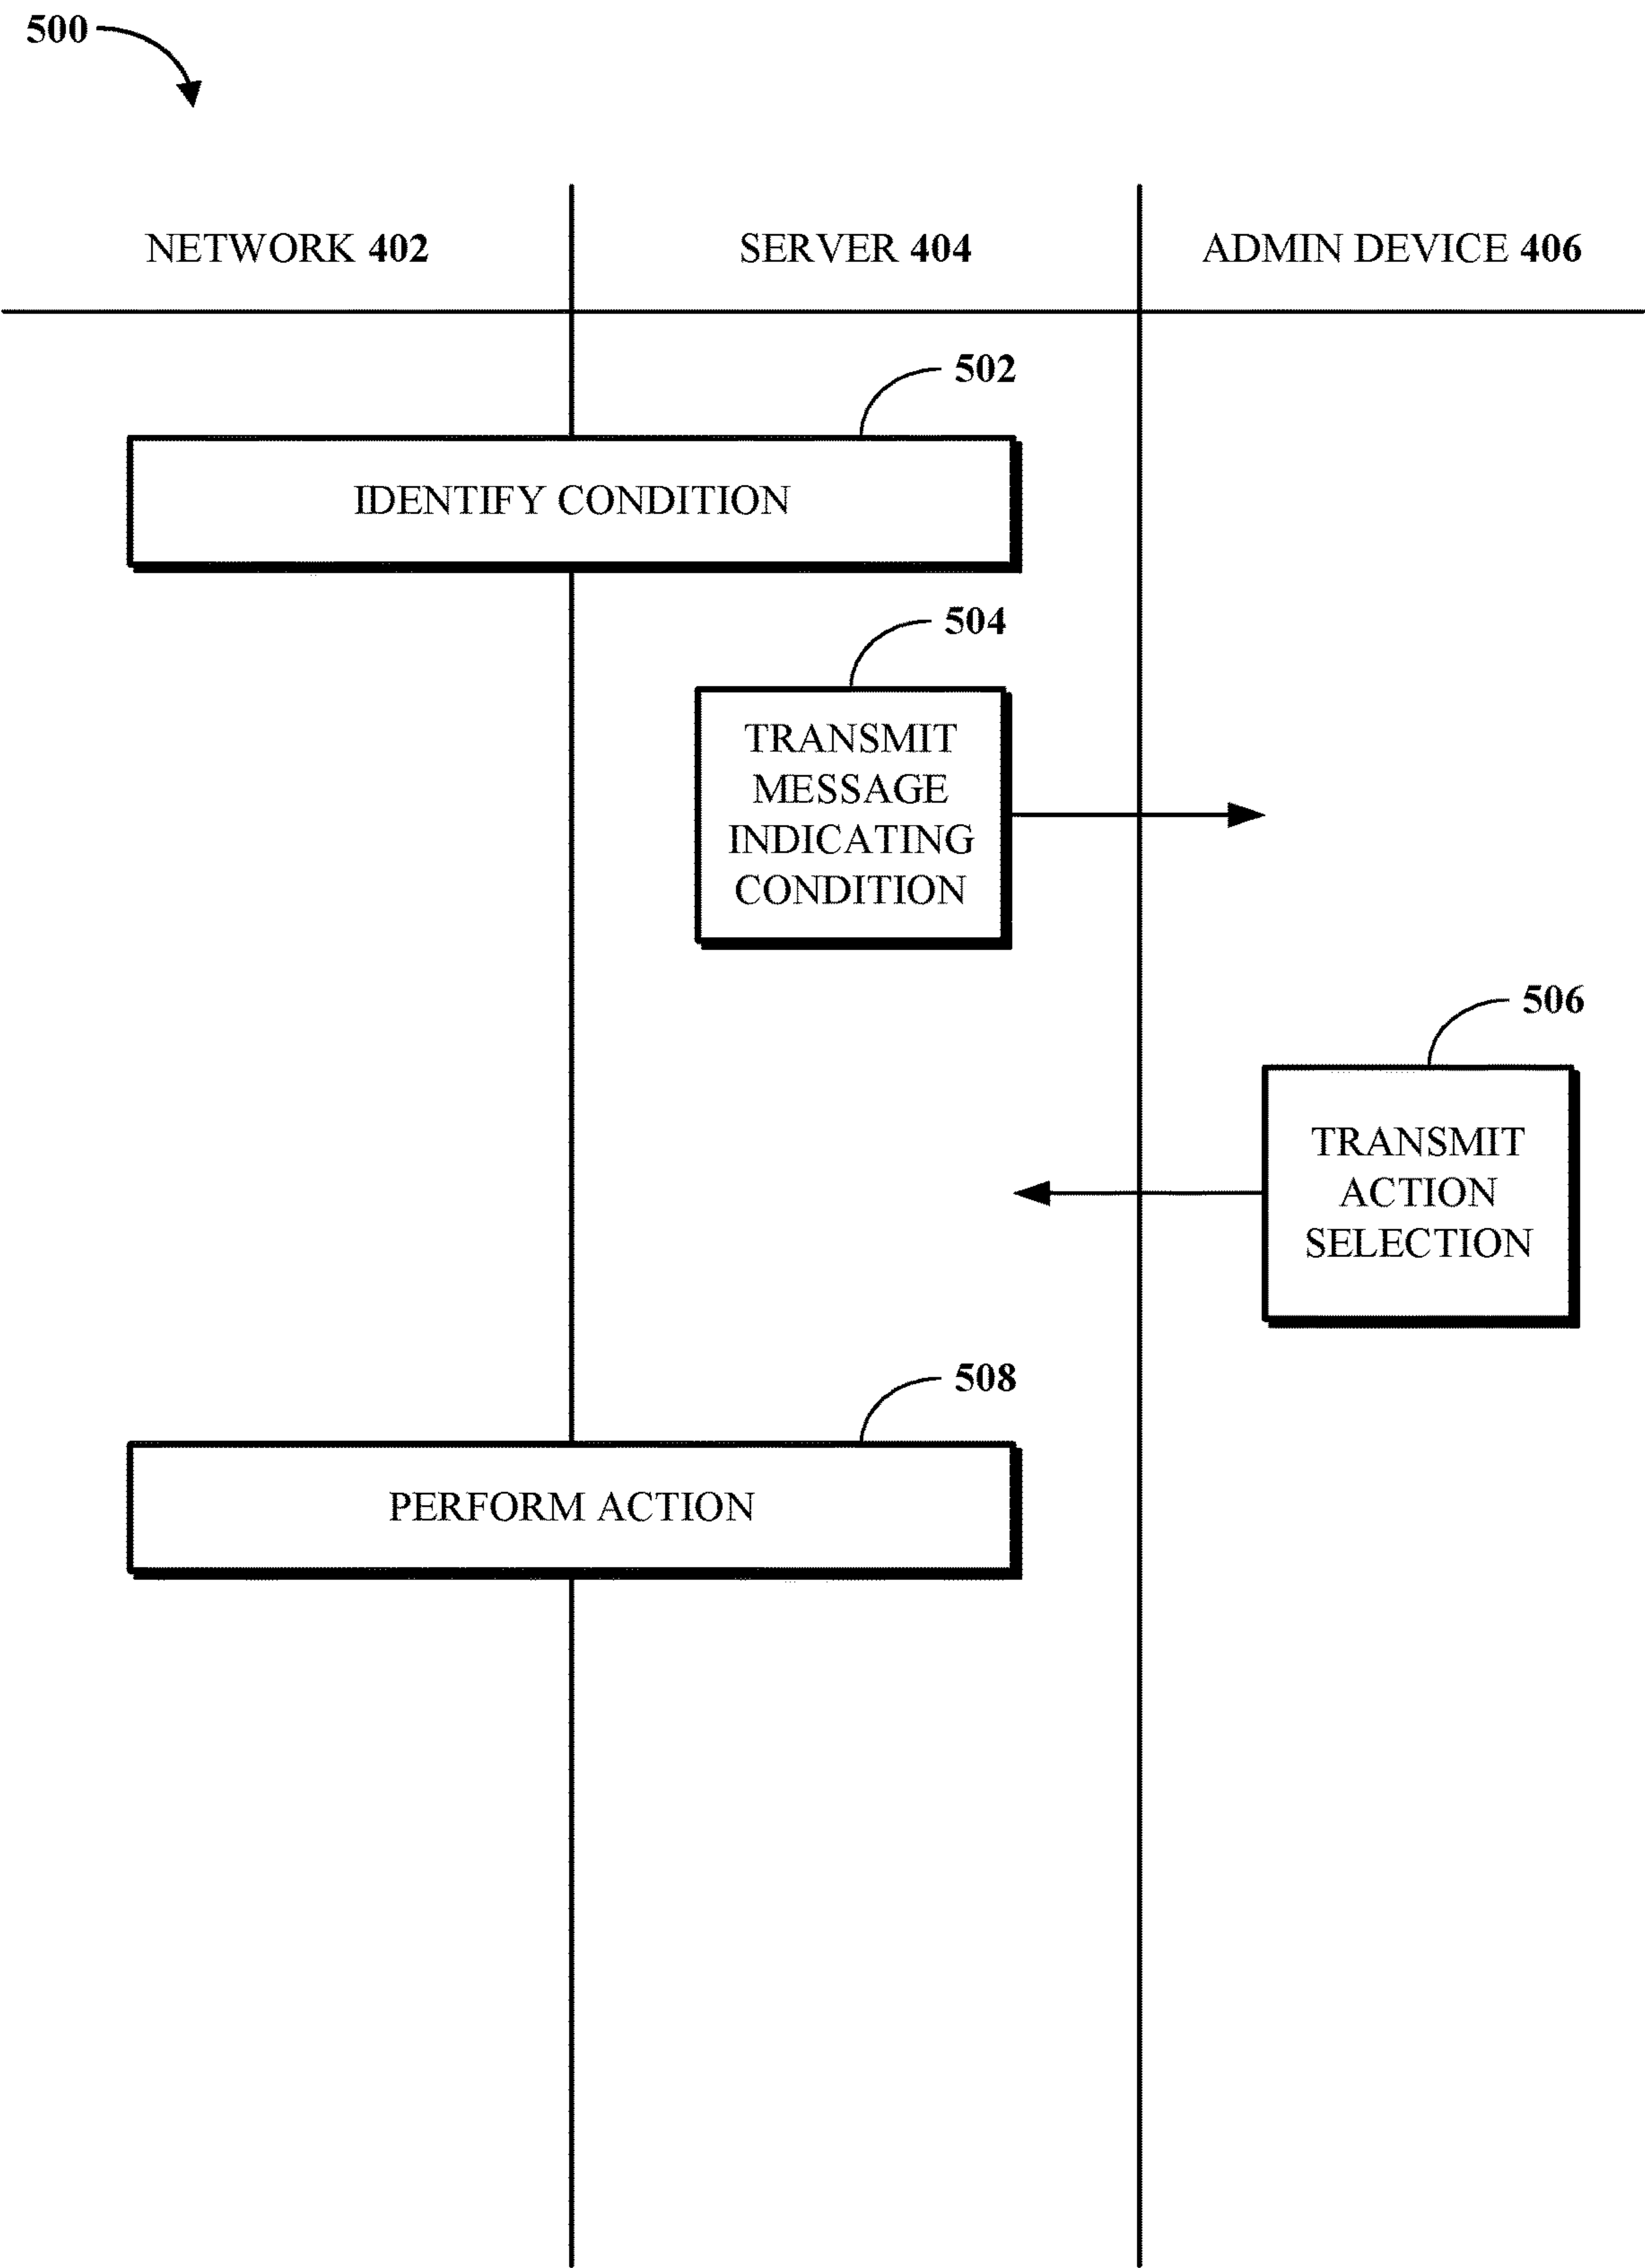 500
NETWORK 402
SERVER 404
ADMIN DEVICE 406
502
IDENTIFY CONDITION
504
TRANSMIT
MESSAGE
INDICATING
CONDITION
506
TRANSMIT
ACTION
SELECTION
508
PERFORM ACTION